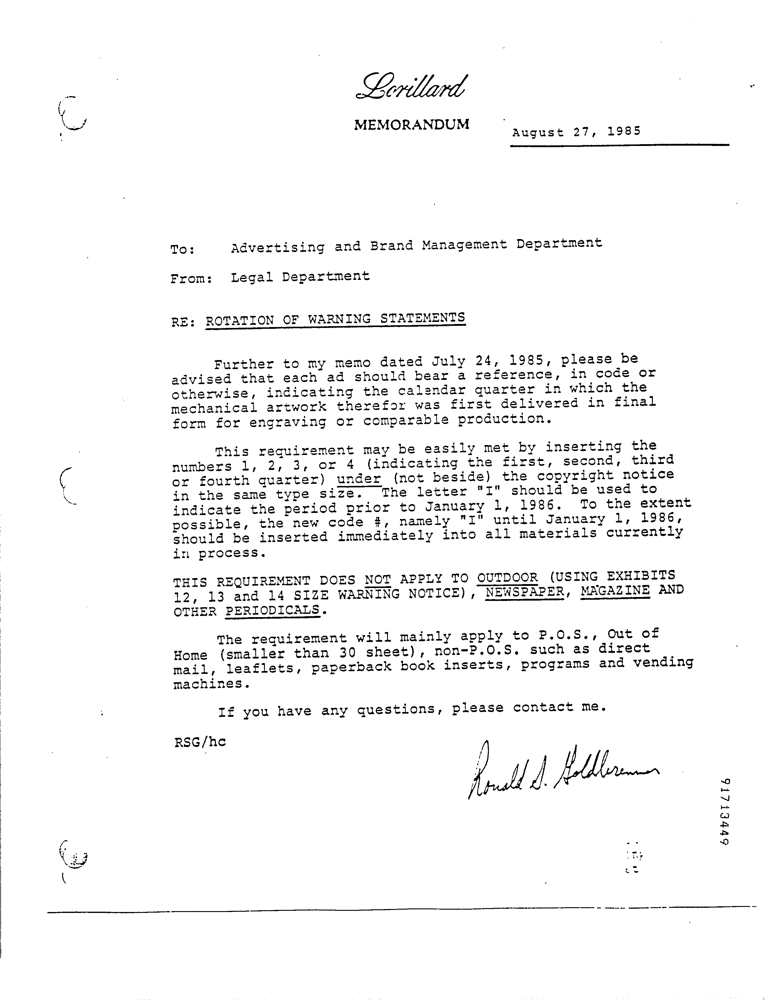 Lorillard
MEMORANDUM
August 27, 1985
To: Advertising and Brand Management Department
From: Legal Department
RE: ROTATION OF WARNING STATEMENTS
Further to my memo dated July 24, 1985, please be
advised that each ad should bear a reference, in code or
otherwise, indicating the calendar quarter in which the
mechanical artwork therefor was first delivered in final
form for engraving or comparable production.
This requirement may be easily met by inserting the
numbers 1, 2, 3, or 4 (indicating the first, second, third
or fourth quarter) under (not beside) the copyright notice
in the same type size. The letter "I" should be used to
indicate the period prior to January 1, 1986. To the extent
possible, the new code #, namely "I" until January 1, 1986,
should be inserted immediately into all materials currently
in process.
THIS REQUIREMENT DOES NOT APPLY TO OUTDOOR (USING EXHIBITS
12, 13 and 14 SIZE WARNING NOTICE), NEWSPAPER, MAGAZINE AND
OTHER PERIODICALS.
The requirement will mainly apply to P.O.S., Out of
Home (smaller than 30 sheet), non-P.O.S. such as direct
mail, leaflets, paperback book inserts, programs and vending
machines.
If you have any questions, please contact me.
RSG/hc
Ronald S. Goldbrenner
91713449